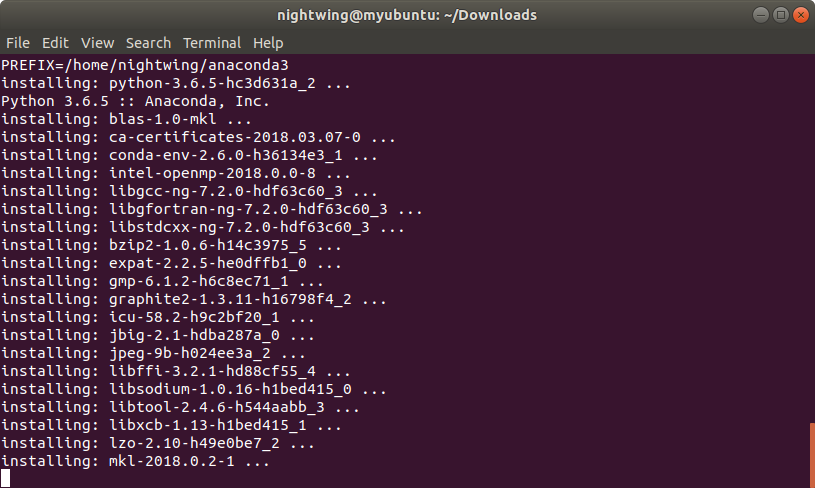 nightwing@myubuntu: ~/Downloads
File Edit View Search Terminal Help
PREFIX=/home/nightwing/anaconda3
installing: python-3.6.5-hc3d631a_2 ...
Python 3.6.5 :: Anaconda, Inc.
installing: blas-1.0-mkl ...
installing: ca-certificates-2018.03.07-0 ...
installing: conda-env-2.6.0-h36134e3_1 ...
installing: intel-openmp-2018.0.0-8 ...
installing: libgcc-ng-7.2.0-hdf63c60_3 ...
installing: libgfortran-ng-7.2.0-hdf63c60_3 ...
installing: libstdcxx-ng-7.2.0-hdf63c60_3 ...
installing: bzip2-1.0.6-h14c3975_5 ...
installing: expat-2.2.5-he0dffb1_0 ...
installing: gmp-6.1.2-h6c8ec71_1 ...
installing: graphite2-1.3.11-h16798f4_2 ...
installing: icu-58.2-h9c2bf20_1 ...
installing: jbig-2.1-hdba287a_0 ...
installing: jpeg-9b-h024ee3a_2 ...
installing: libffi-3.2.1-hd88cf55_4 ...
installing: libsodium-1.0.16-h1bed415_0 ...
installing: libtool-2.4.6-h544aabb_3 ...
installing: libxcb-1.13-h1bed415_1 ...
installing: lzo-2.10-h49e0be7_2 ...
installing: mkl-2018.0.2-1 ...